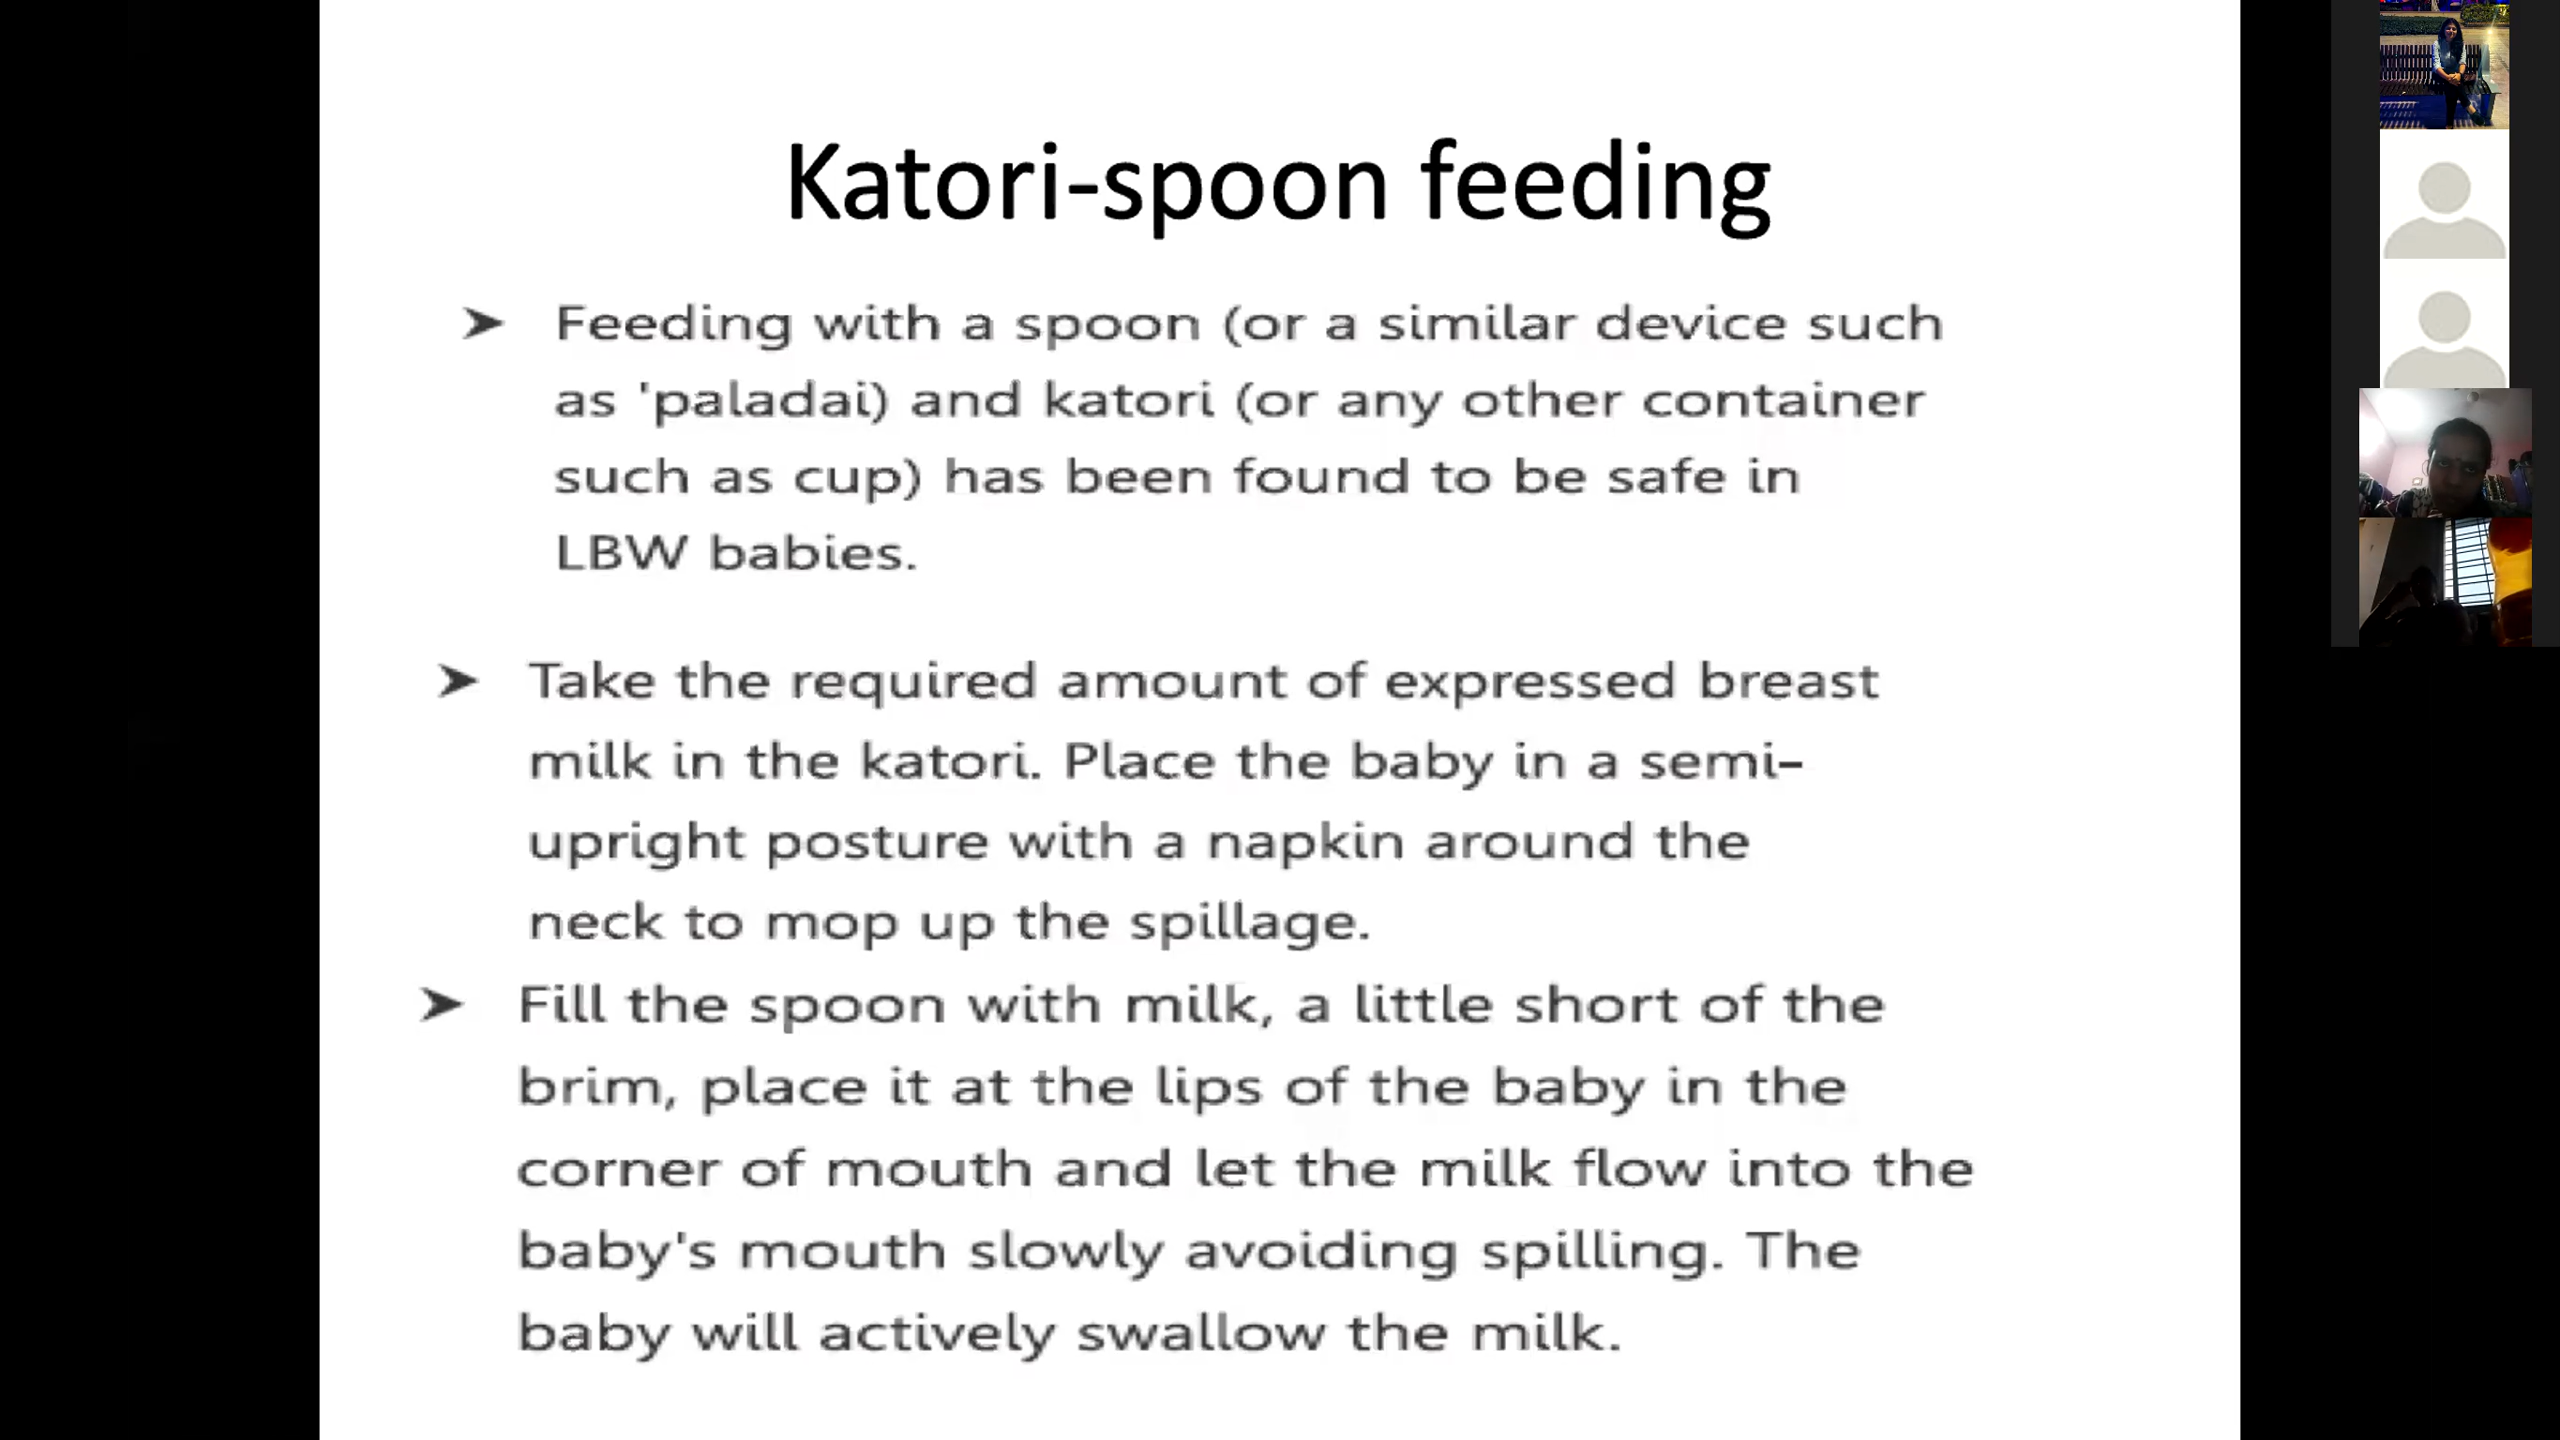 Katori-spoon feeding
➤ Feeding with a spoon (or a similar device such
as 'paladai) and katori (or any other container
such as cup) has been found to be safe in
LBW babies.
➤ Take the required amount of expressed breast
milk in the katori. Place the baby in a semi-
upright posture with a napkin around the
neck to mop up the spillage.
➤ Fill the spoon with milk, a little short of the
brim, place it at the lips of the baby in the
corner of mouth and let the milk flow into the
baby's mouth slowly avoiding spilling. The
baby will actively swallow the milk.